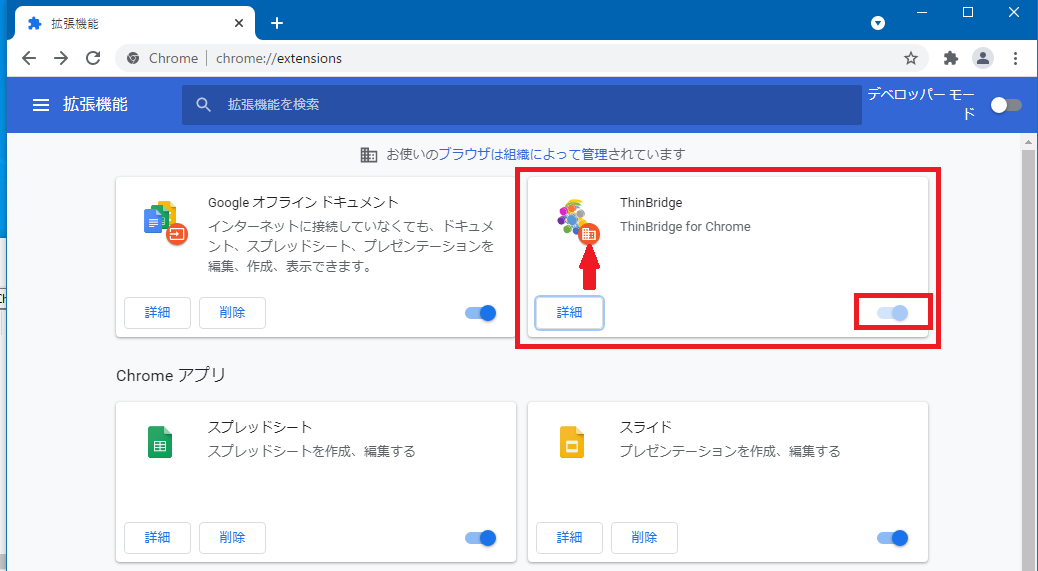 拡張機能
Chrome
chrome://extensions
拡張機能
拡張機能を検索
デベロッパー モー
ド
お使いのブラウザは組織によって管理されています
Google オフライン ドキュメント
インターネットに接続していなくても、ドキュメ
ント、スプレッドシート、プレゼンテーションを
編集、作成、表示できます。
詳細
削除
ThinBridge
ThinBridge for Chrome
詳細
Chrome アプリ
スプレッドシート
スプレッドシートを作成、編集する
詳細
削除
スライド
プレゼンテーションを作成、編集する
詳細
削除